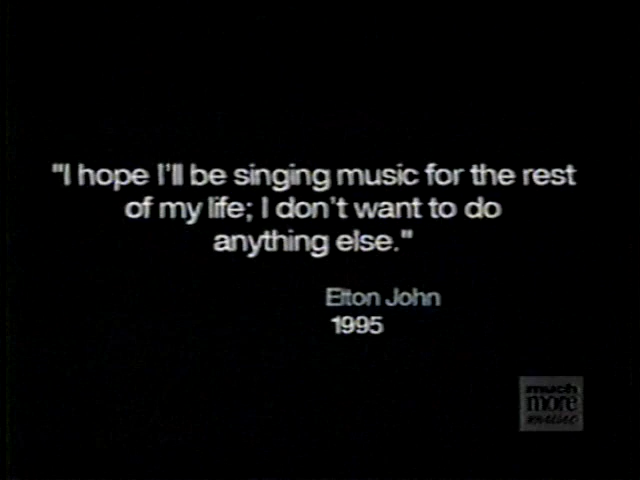 "I hope I'll be singing music for the rest
of my life; I don't want to do
anything else."
Elton John
1995
much
more
music